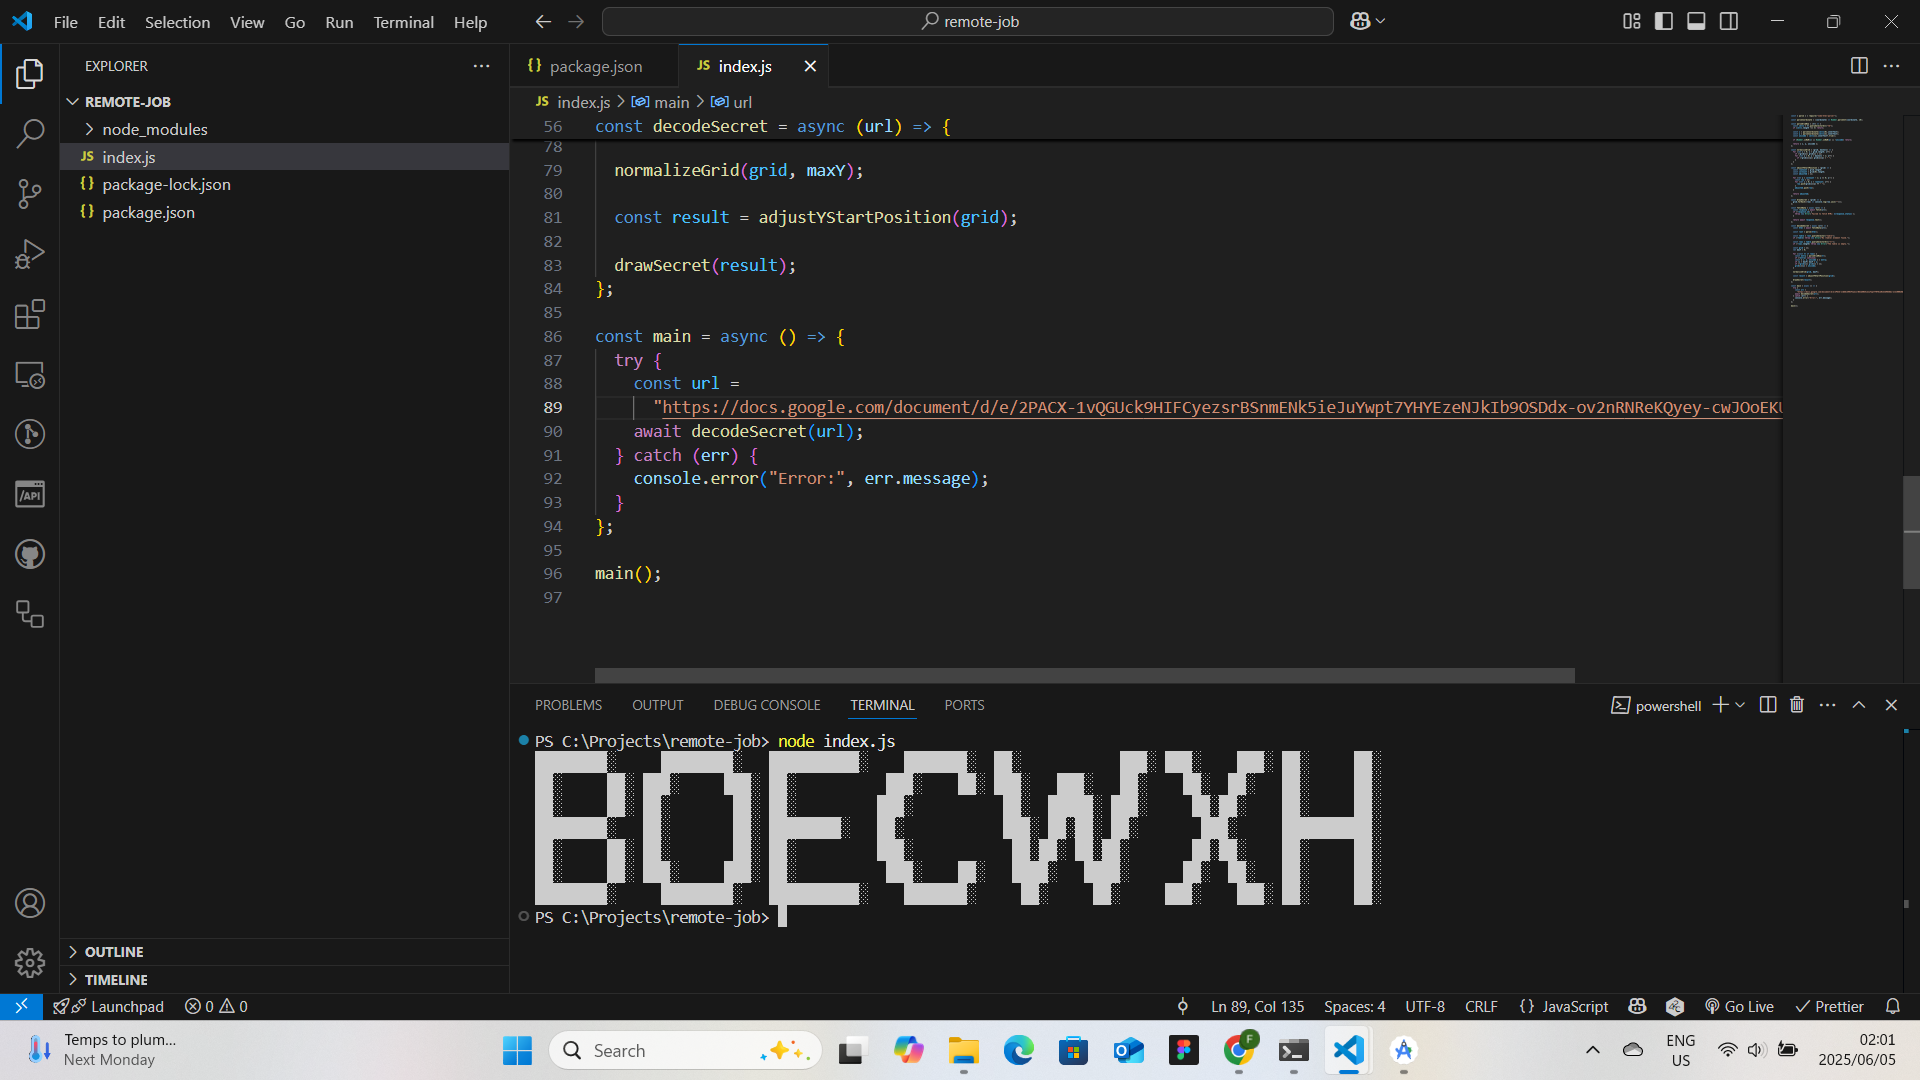 File Edit Selection View Go Run Terminal Help
remote-job
EXPLORER
REMOTE-JOB
node_modules
JS index.js
{} package-lock.json
{} package.json
OUTLINE
TIMELINE
{} package.json
JS index.js
JS index.js > main > url
56 const decodeSecret = async (url) => {
78
79 normalizeGrid(grid, maxY);
80
81 const result = adjustYStartPosition(grid);
82
83 drawSecret(result);
84 };
85
86 const main = async () => {
87 try {
88 const url =
89 "https://docs.google.com/document/d/e/2PACX-1vQGUck9HIFCyezsrBSnmENk5ieJuYwpt7YHYEzeNJkIb9OSDdx-ov2nRNReKQyey-cwJOoEKU
90 await decodeSecret(url);
91 } catch (err) {
92 console.error("Error:", err.message);
93 }
94 };
95
96 main();
97
PROBLEMS OUTPUT DEBUG CONSOLE TERMINAL PORTS
powershell
PS C:\Projects\remote-job> node index.js
BOECWXH
PS C:\Projects\remote-job>
Launchpad 0 0
Ln 89, Col 135 Spaces: 4 UTF-8 CRLF {} JavaScript Go Live Prettier
Temps to plum...
Next Monday
Search
ENG
US
02:01
2025/06/05